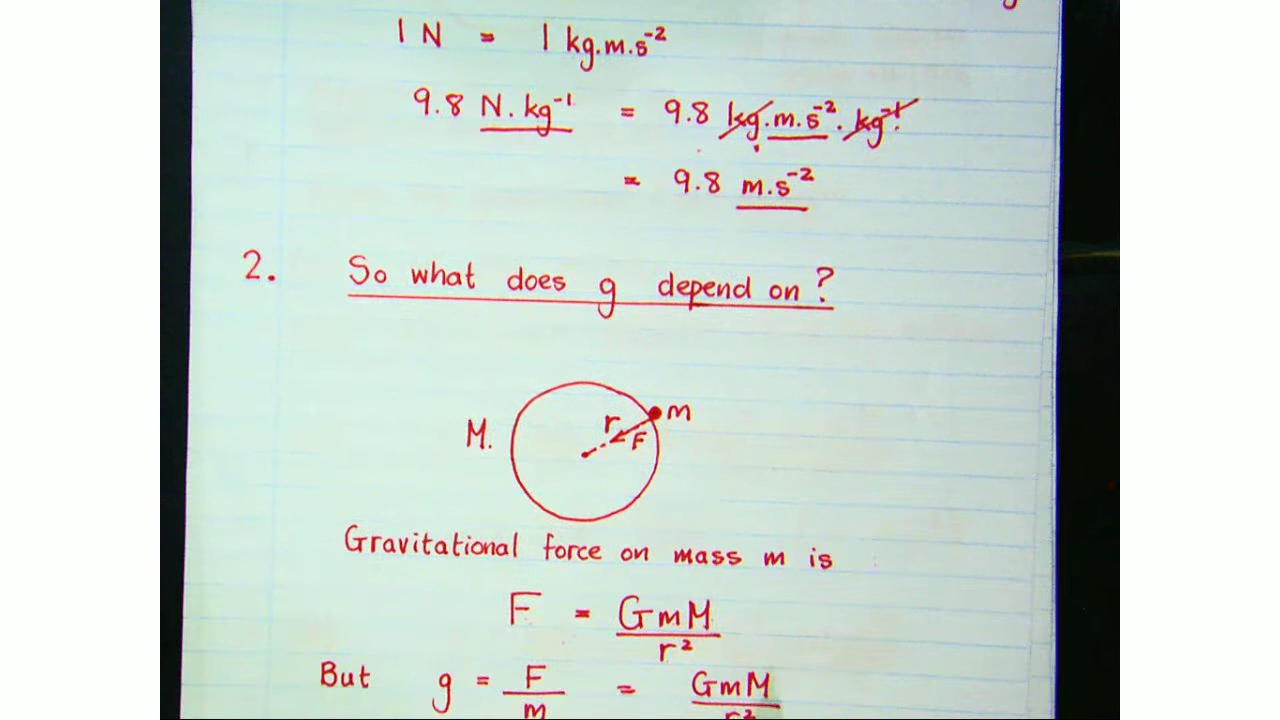 1 N = 1 kg.m.s⁻²
9.8 N.kg⁻¹ = 9.8 kg.m.s⁻².kg⁻¹.
= 9.8 m.s⁻²
2. So what does g depend on?
m
r
F
M.
Gravitational force on mass m is
F = GmM/r²
But g = F/m = GmM/r²